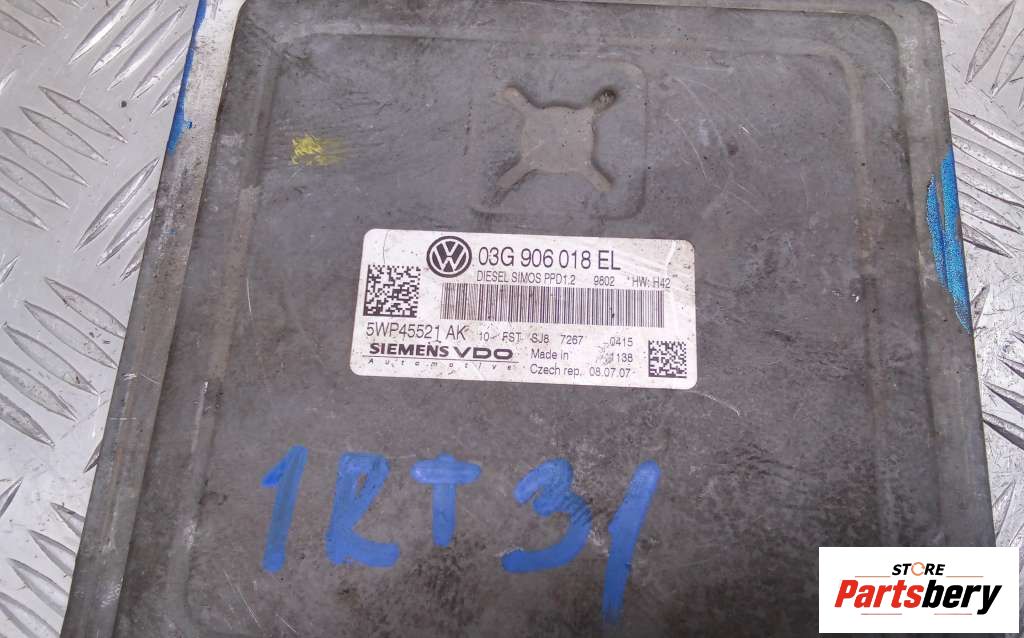 03G 906 018 EL
DIESEL SIMOS PPD1.2 9802 *HW: H42
5WP45521 AK 10 FST SJ8 7267 0415
SIEMENS VDO Made in 1138
Automotive Czech rep. 08.07.07
1RT31
STORE
Partsbery